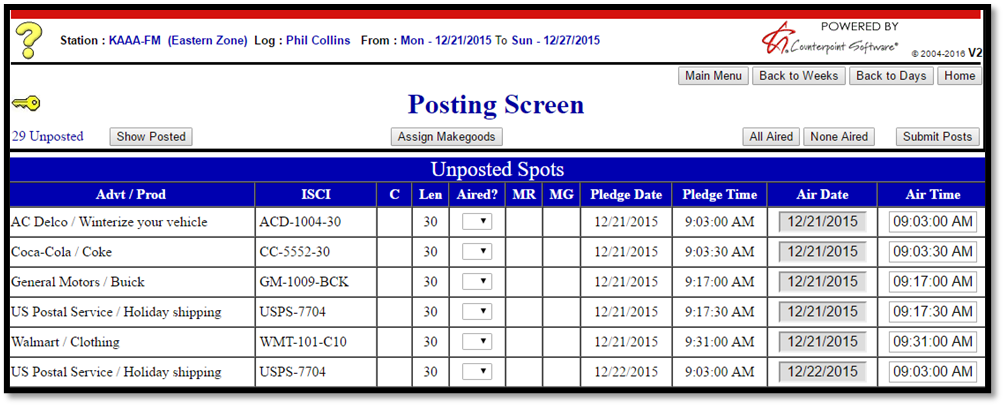 POWERED BY
Station : KAAA-FM (Eastern Zone) Log : Phil Collins From : Mon - 12/21/2015 To Sun - 12/27/2015
Counterpoint Software® © 2004-2016 V2
Main Menu Back to Weeks Back to Days Home
Posting Screen
29 Unposted Show Posted Assign Makegoods All Aired None Aired Submit Posts
Unposted Spots
Advt / Prod ISCI C Len Aired? MR MG Pledge Date Pledge Time Air Date Air Time
AC Delco / Winterize your vehicle ACD-1004-30 30 12/21/2015 9:03:00 AM 12/21/2015 09:03:00 AM
Coca-Cola / Coke CC-5552-30 30 12/21/2015 9:03:30 AM 12/21/2015 09:03:30 AM
General Motors / Buick GM-1009-BCK 30 12/21/2015 9:17:00 AM 12/21/2015 09:17:00 AM
US Postal Service / Holiday shipping USPS-7704 30 12/21/2015 9:17:30 AM 12/21/2015 09:17:30 AM
Walmart / Clothing WMT-101-C10 30 12/21/2015 9:31:00 AM 12/21/2015 09:31:00 AM
US Postal Service / Holiday shipping USPS-7704 30 12/22/2015 9:03:00 AM 12/22/2015 09:03:00 AM